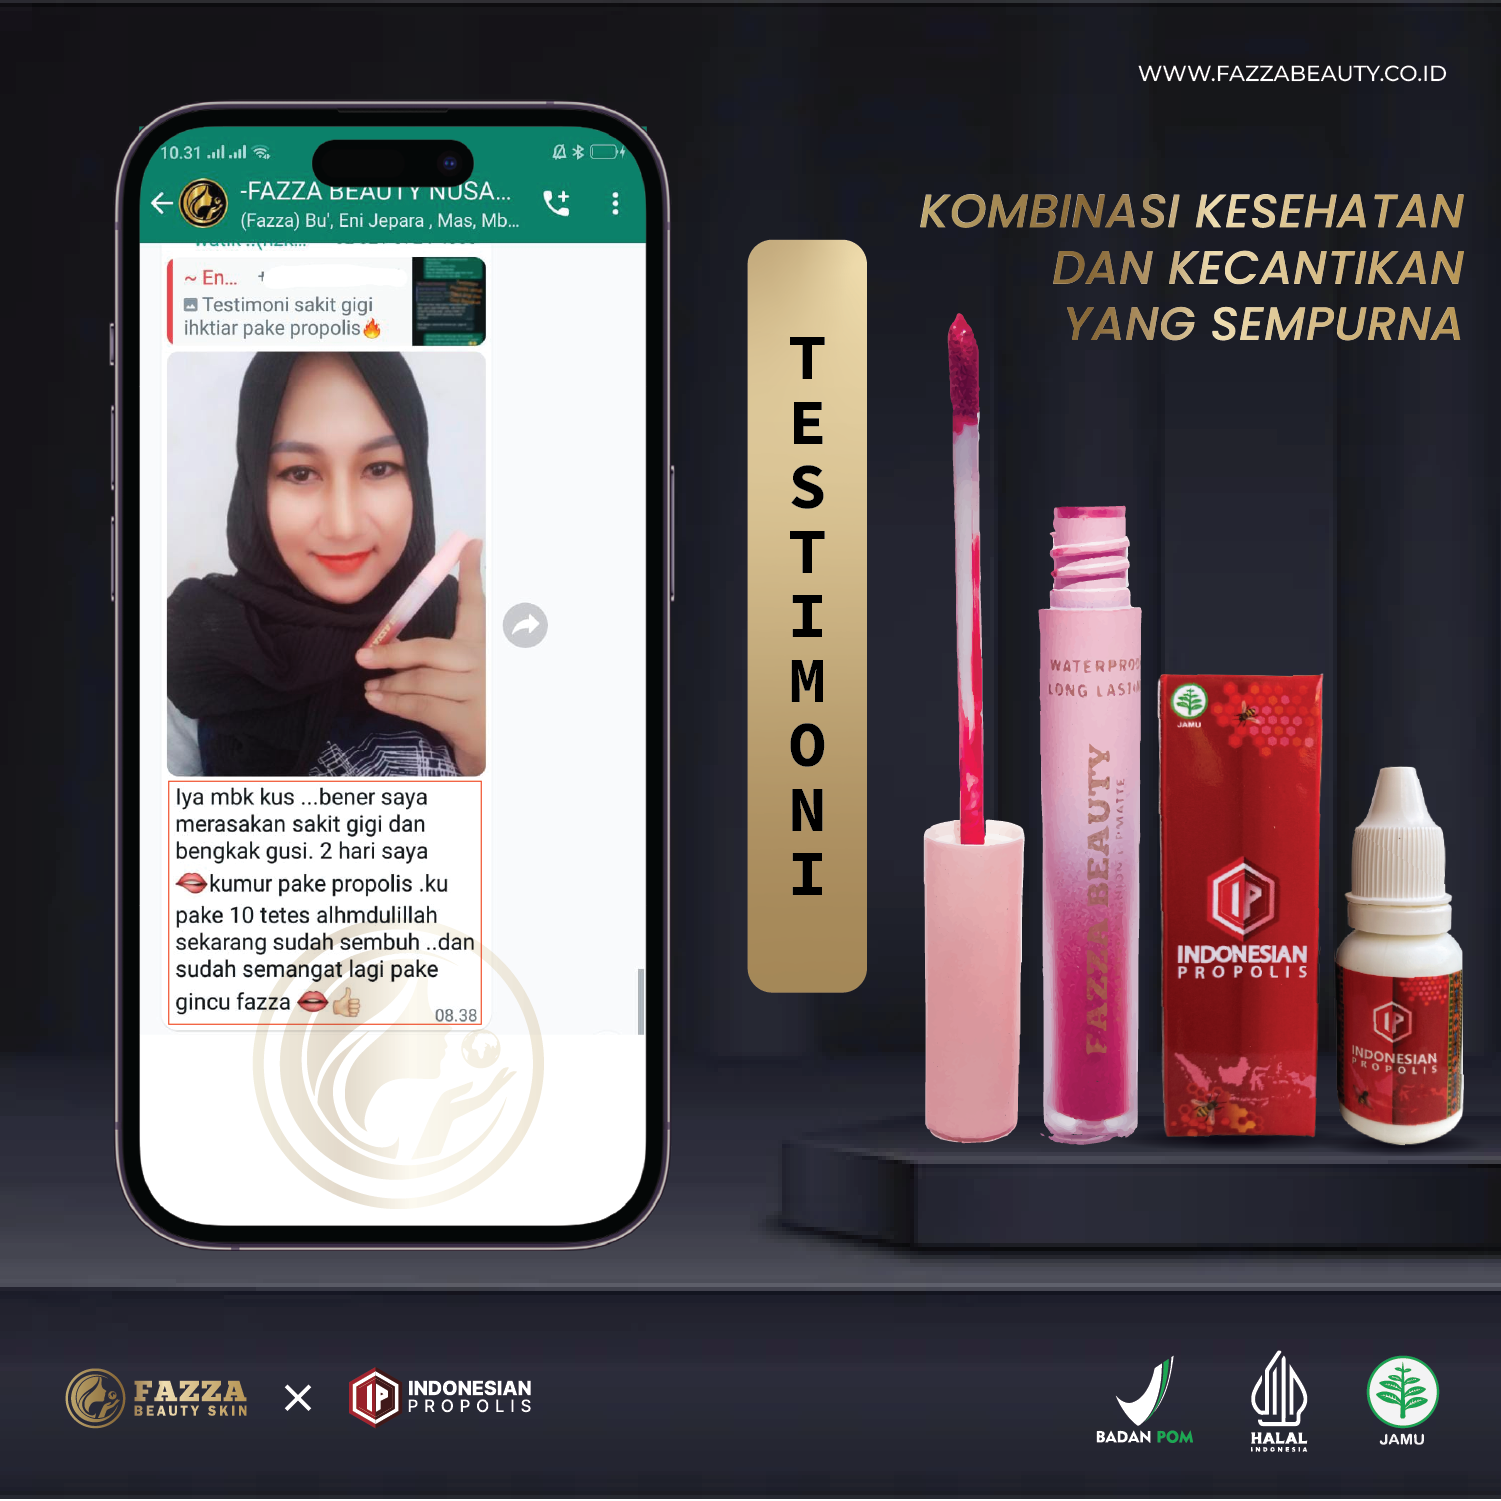 WWW.FAZZABEAUTY.CO.ID
KOMBINASI KESEHATAN
DAN KECANTIKAN
YANG SEMPURNA
10.31
-FAZZA BEAUTY NUSA...
(Fazza) Bu', Eni Jepara , Mas, Mb...
~ En...
Testimoni sakit gigi
ihktiar pake propolis🔥
Iya mbk kus ...bener saya
merasakan sakit gigi dan
bengkak gusi. 2 hari saya
👄kumur pake propolis .ku
pake 10 tetes alhmdulillah
sekarang sudah sembuh ..dan
sudah semangat lagi pake
gincu fazza 👄👍🏼
08.38
TESTIMONI
WATERPROO
LONG LASTIN
FAZZA BEAUTY
JAMU
IP
INDONESIAN
PROPOLIS
IP
INDONESIAN
PROPOLIS
FAZZA
BEAUTY SKIN
X
IP
INDONESIAN
PROPOLIS
BADAN POM
HALAL
INDONESIA
JAMU